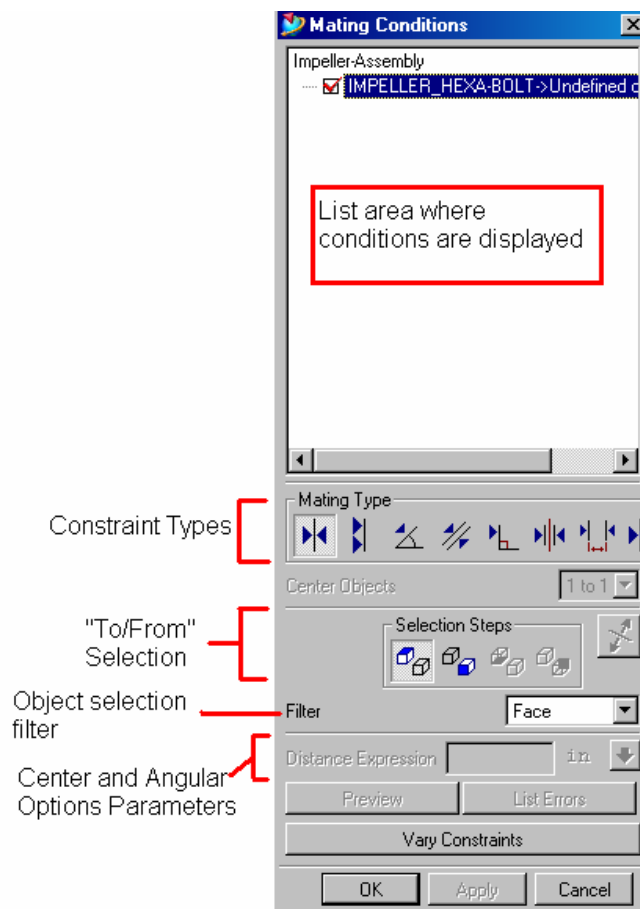 Mating Conditions
Impeller-Assembly
IMPELLER_HEXA-BOLT->Undefined c
List area where
conditions are displayed
Constraint Types
Mating Type
Center Objects
1 to 1
"To/From"
Selection
Selection Steps
Object selection
filter
Filter
Face
Center and Angular
Options Parameters
Distance Expression
in
Preview
List Errors
Vary Constraints
OK
Apply
Cancel